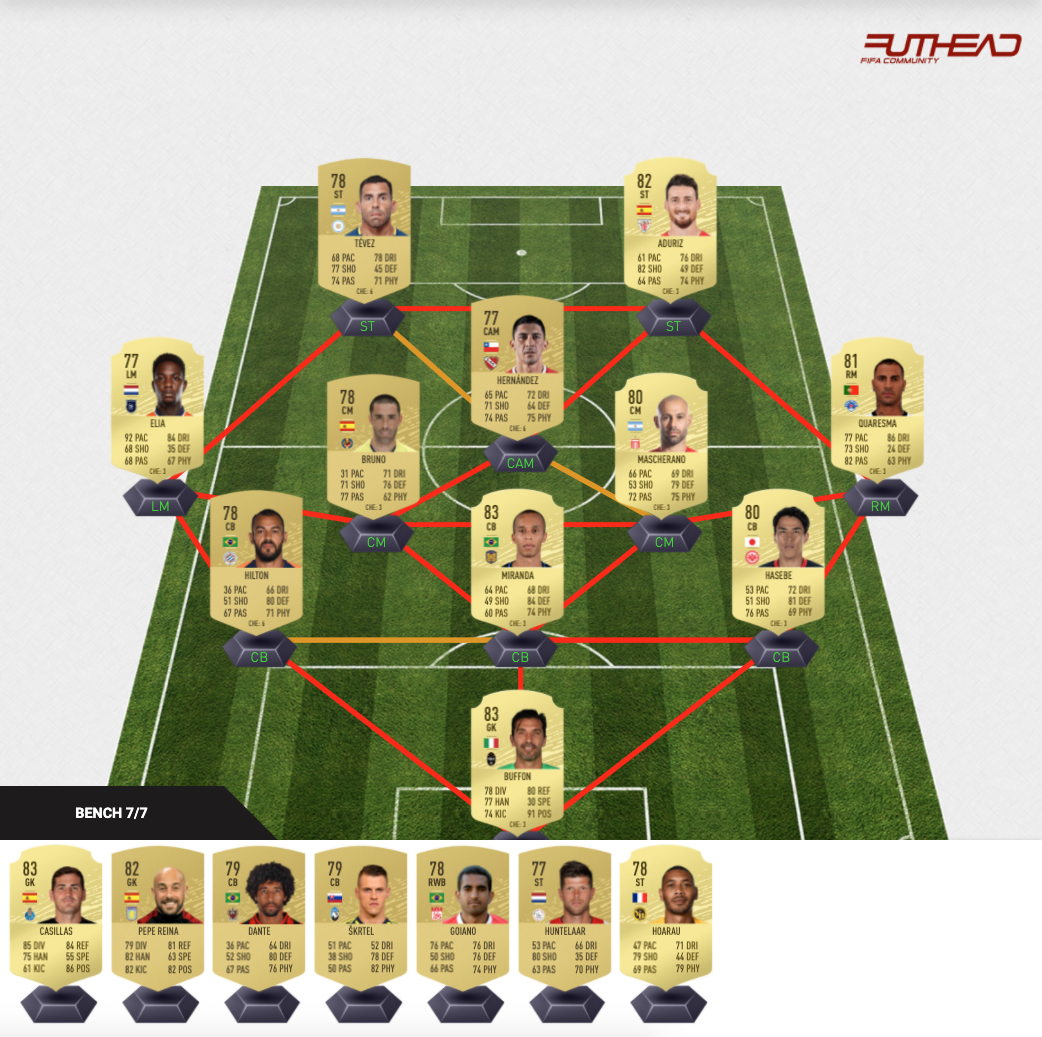 FUTHEAD
FIFA COMMUNITY
78
ST
TÉVEZ
68 PAC 78 DRI
77 SHO 45 DEF
74 PAS 71 PHY
CHE: 6
ST
82
ST
ADURIZ
61 PAC 76 DRI
82 SHO 49 DEF
64 PAS 74 PHY
CHE: 3
ST
77
CAM
HERNÁNDEZ
65 PAC 72 DRI
71 SHO 64 DEF
74 PAS 75 PHY
CHE: 6
CAM
77
LM
ELIA
92 PAC 84 DRI
68 SHO 35 DEF
68 PAS 67 PHY
CHE: 3
LM
78
CM
BRUNO
31 PAC 71 DRI
71 SHO 76 DEF
77 PAS 62 PHY
CHE: 3
CM
80
CM
MASCHERANO
66 PAC 69 DRI
53 SHO 79 DEF
72 PAS 75 PHY
CHE: 3
CM
81
RM
QUARESMA
77 PAC 86 DRI
73 SHO 24 DEF
82 PAS 63 PHY
CHE: 3
RM
78
CB
HILTON
36 PAC 66 DRI
51 SHO 80 DEF
67 PAS 71 PHY
CHE: 6
CB
83
CB
MIRANDA
64 PAC 68 DRI
49 SHO 84 DEF
60 PAS 74 PHY
CHE: 3
CB
80
CB
HASEBE
53 PAC 72 DRI
51 SHO 81 DEF
76 PAS 69 PHY
CHE: 3
CB
83
GK
BUFFON
78 DIV 80 REF
77 HAN 30 SPE
74 KIC 91 POS
CHE: 3
BENCH 7/7
83
GK
CASILLAS
85 DIV 84 REF
75 HAN 55 SPE
61 KIC 86 POS
82
GK
PEPE REINA
79 DIV 81 REF
82 HAN 63 SPE
82 KIC 82 POS
79
CB
DANTE
36 PAC 64 DRI
52 SHO 80 DEF
67 PAS 76 PHY
79
CB
ŠKRTEL
51 PAC 52 DRI
38 SHO 78 DEF
50 PAS 82 PHY
78
RWB
GOIANO
76 PAC 76 DRI
50 SHO 76 DEF
66 PAS 74 PHY
77
ST
HUNTELAAR
53 PAC 66 DRI
80 SHO 35 DEF
63 PAS 70 PHY
78
ST
HOARAU
47 PAC 71 DRI
79 SHO 44 DEF
69 PAS 79 PHY